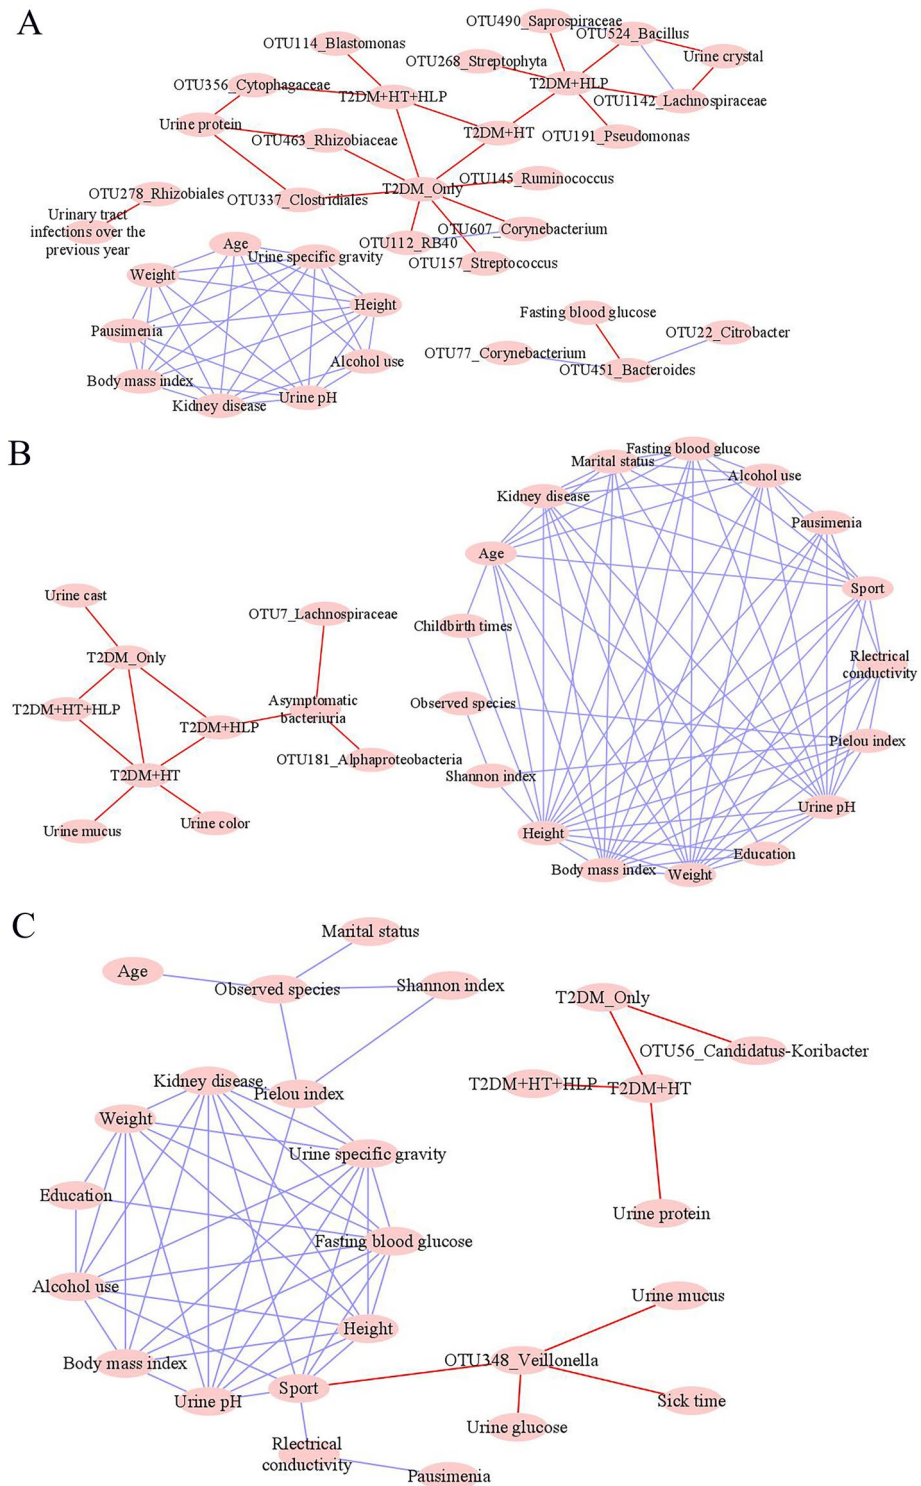 A
OTU490_Saprospiraceae
OTU524_Bacillus
OTU114_Blastomonas
Urine crystal
OTU268_Streptophyta
OTU356_Cytophagaceae
T2DM+HLP
T2DM+HT+HLP
OTU1142_Lachnospiraceae
Urine protein
T2DM+HT
OTU191_Pseudomonas
OTU463_Rhizobiaceae
OTU145_Ruminococcus
T2DM_Only
OTU278_Rhizobiales
OTU337_Clostridiales
Urinary tract
infections over the
previous year
OTU607_Corynebacterium
OTU112_RB40
Age
Urine specific gravity
OTU157_Streptococcus
Weight
Height
Fasting blood glucose
Pausimenia
OTU22_Citrobacter
OTU77_Corynebacterium
Alcohol use
OTU451_Bacteroides
Body mass index
Urine pH
Kidney disease
B
Fasting blood glucose
Marital status
Alcohol use
Kidney disease
Pausimenia
Age
Sport
Urine cast
OTU7_Lachnospiraceae
Childbirth times
T2DM_Only
Rlectrical
conductivity
T2DM+HT+HLP
Asymptomatic
bacteriuria
Observed species
T2DM+HLP
Pielou index
OTU181_Alphaproteobacteria
T2DM+HT
Shannon index
Urine pH
Urine mucus
Urine color
Height
Education
Body mass index
Weight
C
Marital status
Age
Observed species
Shannon index
T2DM_Only
OTU56_Candidatus-Koribacter
Kidney disease
Pielou index
T2DM+HT+HLP
T2DM+HT
Weight
Urine specific gravity
Education
Urine protein
Fasting blood glucose
Alcohol use
Urine mucus
Height
Body mass index
OTU348_Veillonella
Sport
Urine pH
Sick time
Urine glucose
Rlectrical
conductivity
Pausimenia